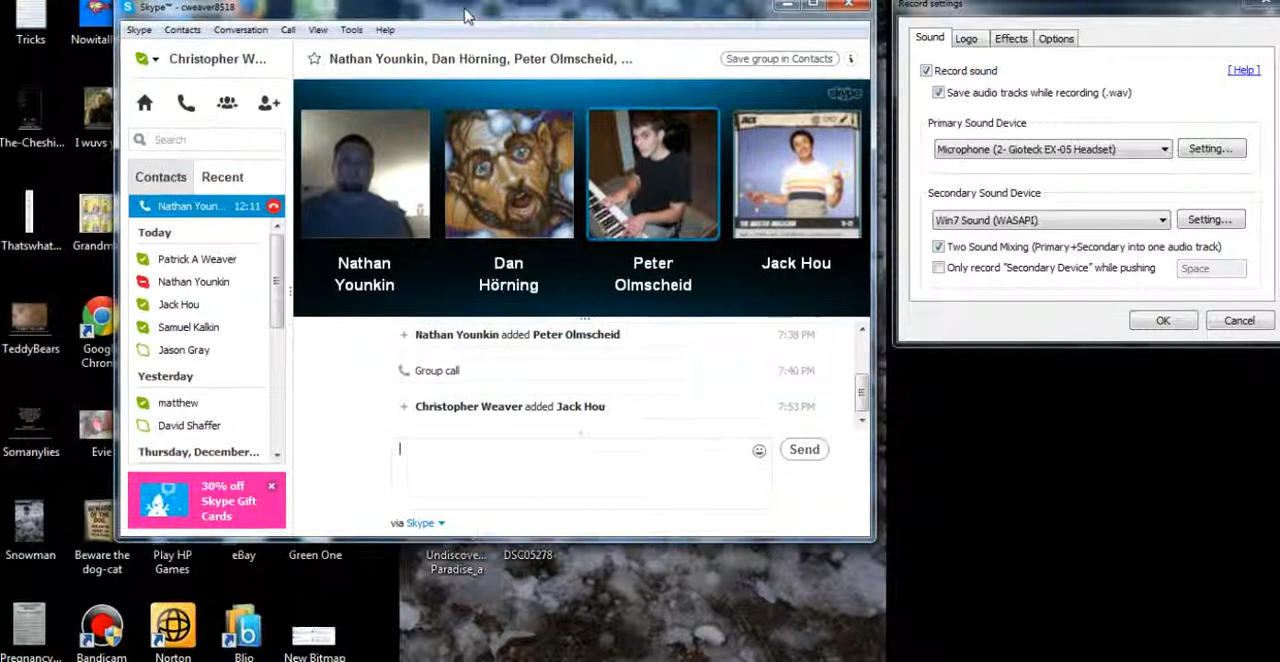 Skype™ - cweaver8518
Skype Contacts Conversation Call View Tools Help
Christopher W...
Search
Contacts Recent
Nathan Youn... 12:11
Today
Patrick A Weaver
Nathan Younkin
Jack Hou
Samuel Kalkin
Jason Gray
Yesterday
matthew
David Shaffer
Thursday, December...
30% off
Skype Gift
Cards
Nathan Younkin, Dan Hörning, Peter Olmscheid, ...
Save group in Contacts
skype
JACK
Nathan
Younkin
Dan
Hörning
Peter
Olmscheid
Jack Hou
Nathan Younkin added Peter Olmscheid 7:38 PM
Group call 7:40 PM
Christopher Weaver added Jack Hou 7:53 PM
Send
via Skype
Record settings
Sound Logo Effects Options
Record sound [ Help ]
Save audio tracks while recording (.wav)
Primary Sound Device
Microphone (2- Gioteck EX-05 Headset) Setting...
Secondary Sound Device
Win7 Sound (WASAPI) Setting...
Two Sound Mixing (Primary+Secondary into one audio track)
Only record "Secondary Device" while pushing Space
OK Cancel
Tricks Nowitall
The-Cheshi... I wuvs
Thatswhat... Grandm
TeddyBears Goog
Chron
Somanylies Evie
Snowman Beware the
dog-cat Play HP
Games eBay Green One Undiscove...
Paradise_a DSC05278
Pregnancy... Bandicam Norton Blio New Bitmap